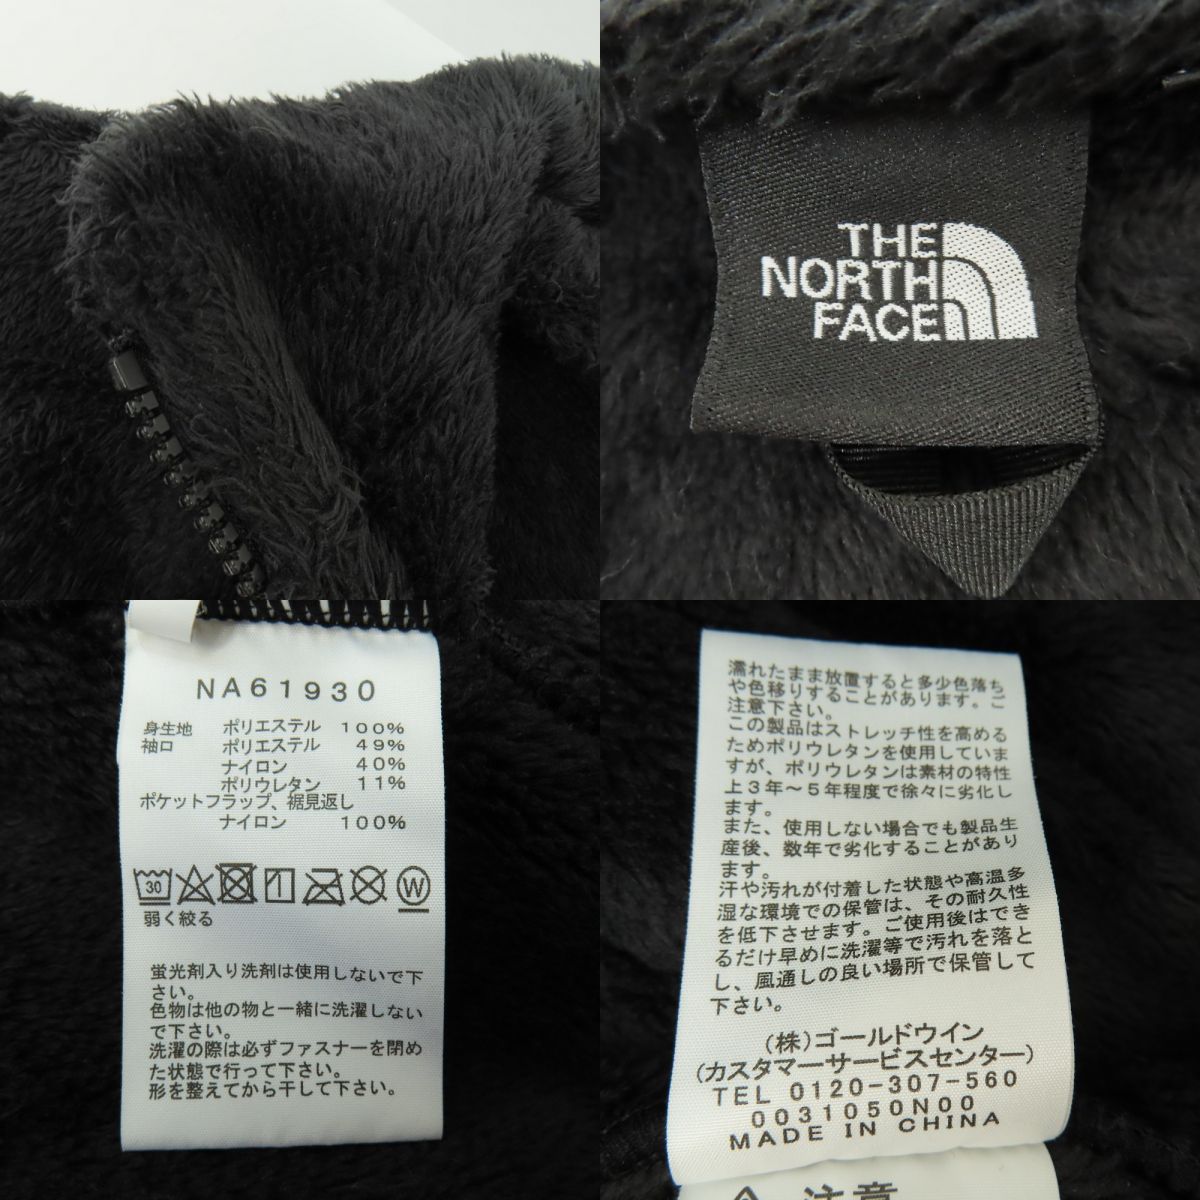 THE
NORTH
FACE
NA61930
身生地 ポリエステル 100%
袖口 ポリエステル 49%
ナイロン 40%
ポリウレタン 11%
ポケットフラップ、裾見返し
ナイロン 100%
30
W
弱く絞る
蛍光剤入り洗剤は使用しないで下
さい。
色物は他の物と一緒に洗濯しない
で下さい。
洗濯の際は必ずファスナーを閉め
た状態で行って下さい。
形を整えてから干して下さい。
濡れたまま放置すると多少色落ち
や色移りすることがあります。ご
注意下さい。
この製品はストレッチ性を高める
ためポリウレタンを使用していま
すが、ポリウレタンは素材の特性
上3年～5年程度で徐々に劣化し
ます。
また、使用しない場合でも製品生
産後、数年で劣化することがあり
ます。
汗や汚れが付着した状態や高温多
湿な環境での保管は、その耐久性
を低下させます。ご使用後はでき
るだけ早めに洗濯等で汚れを落と
し、風通しの良い場所で保管して
下さい。
(株)ゴールドウイン
(カスタマーサービスセンター)
TEL 0120-307-560
0031050N00
MADE IN CHINA
注意